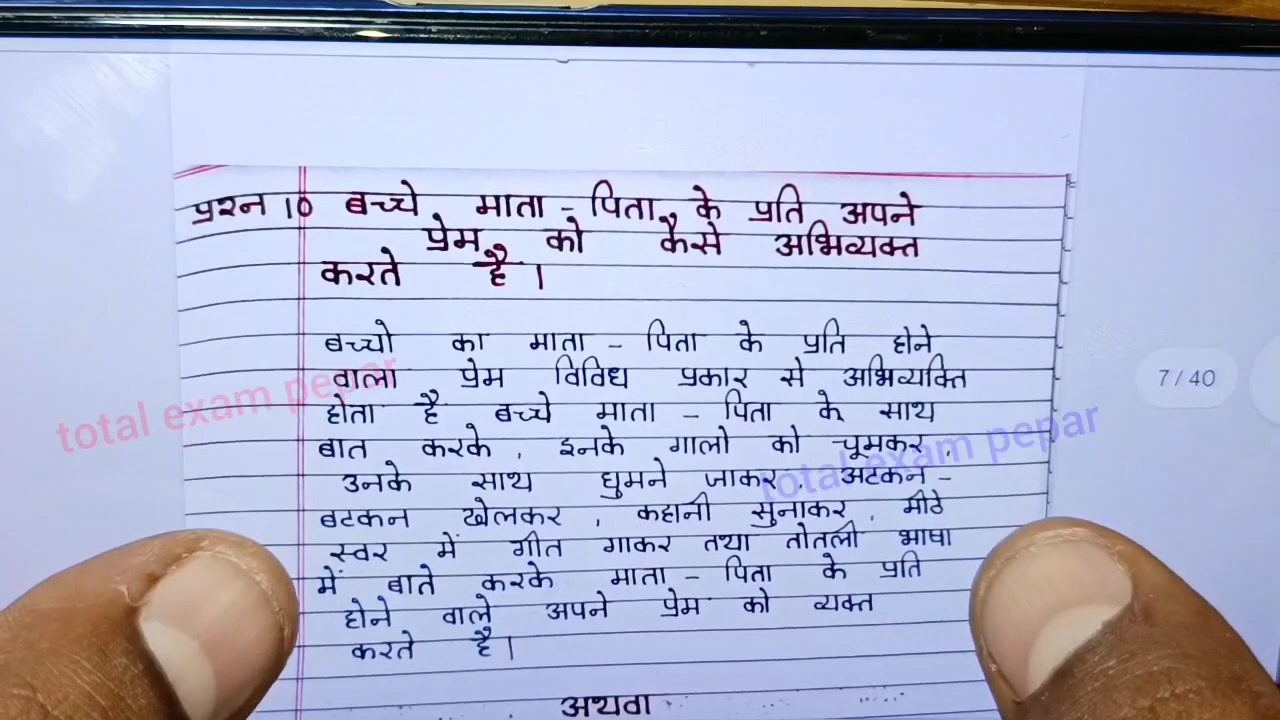 प्रश्न 10 बच्चे माता - पिता के प्रति अपने
प्रेम को कैसे अभिव्यक्त
करते है।
बच्चो का माता - पिता के प्रति होने
वाला प्रेम विविध प्रकार से अभिव्यक्ति
होता है बच्चे माता - पिता के साथ
बात करके, इनके गालो को चूमकर,
उनके साथ घुमने जाकर, अटकन -
बटकन खेलकर, कहानी सुनाकर, मीठे
स्वर में गीत गाकर तथा तोतली भाषा
में बाते करके माता - पिता के प्रति
होने वाले अपने प्रेम को व्यक्त
करते है।
अथवा
7 / 40
total exam pepar
total exam pepar